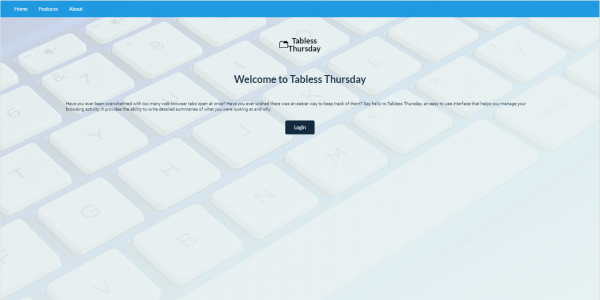 Home Features About
Tabless
Thursday
Welcome to Tabless Thursday
Have you ever been overwhelmed with too many web browser tabs open at once? Have you ever wished there was an easier way to keep track of them? Say hello to Tabless Thursday, an easy to use interface that helps you manage your
browsing activity. It provides the ability to write detailed summaries of what you were looking at and why.
Login